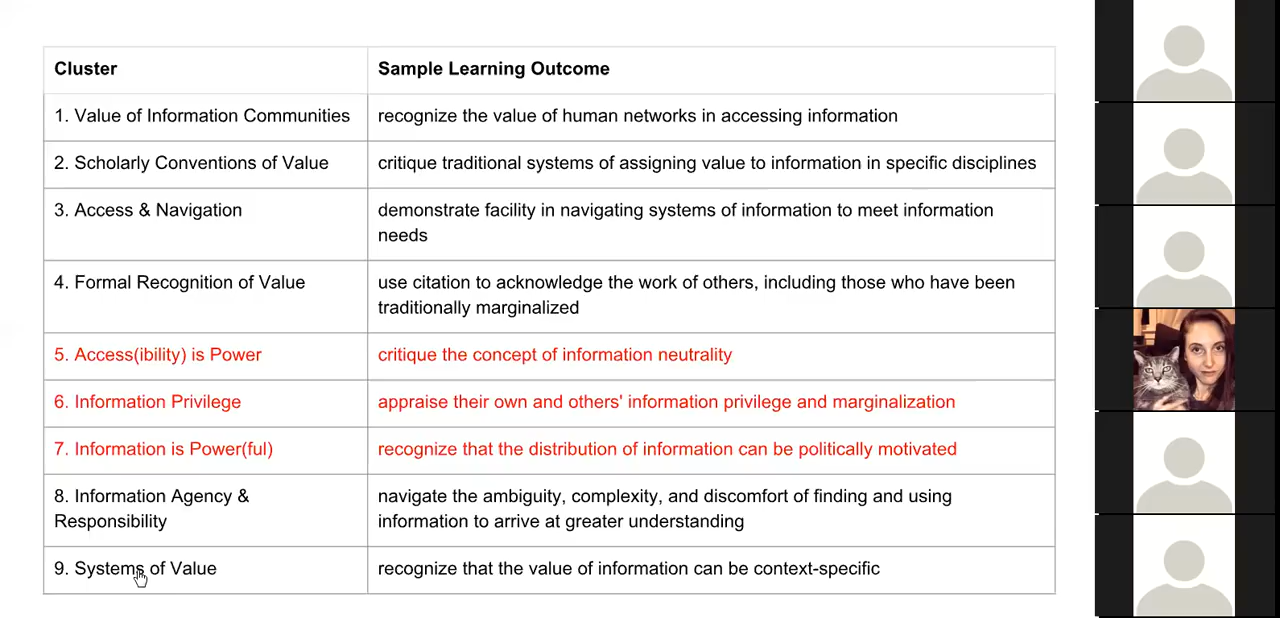 Cluster
Sample Learning Outcome
1. Value of Information Communities
recognize the value of human networks in accessing information
2. Scholarly Conventions of Value
critique traditional systems of assigning value to information in specific disciplines
3. Access & Navigation
demonstrate facility in navigating systems of information to meet information
needs
4. Formal Recognition of Value
use citation to acknowledge the work of others, including those who have been
traditionally marginalized
5. Access(ibility) is Power
critique the concept of information neutrality
6. Information Privilege
appraise their own and others' information privilege and marginalization
7. Information is Power(ful)
recognize that the distribution of information can be politically motivated
8. Information Agency &
Responsibility
navigate the ambiguity, complexity, and discomfort of finding and using
information to arrive at greater understanding
9. Systems of Value
recognize that the value of information can be context-specific